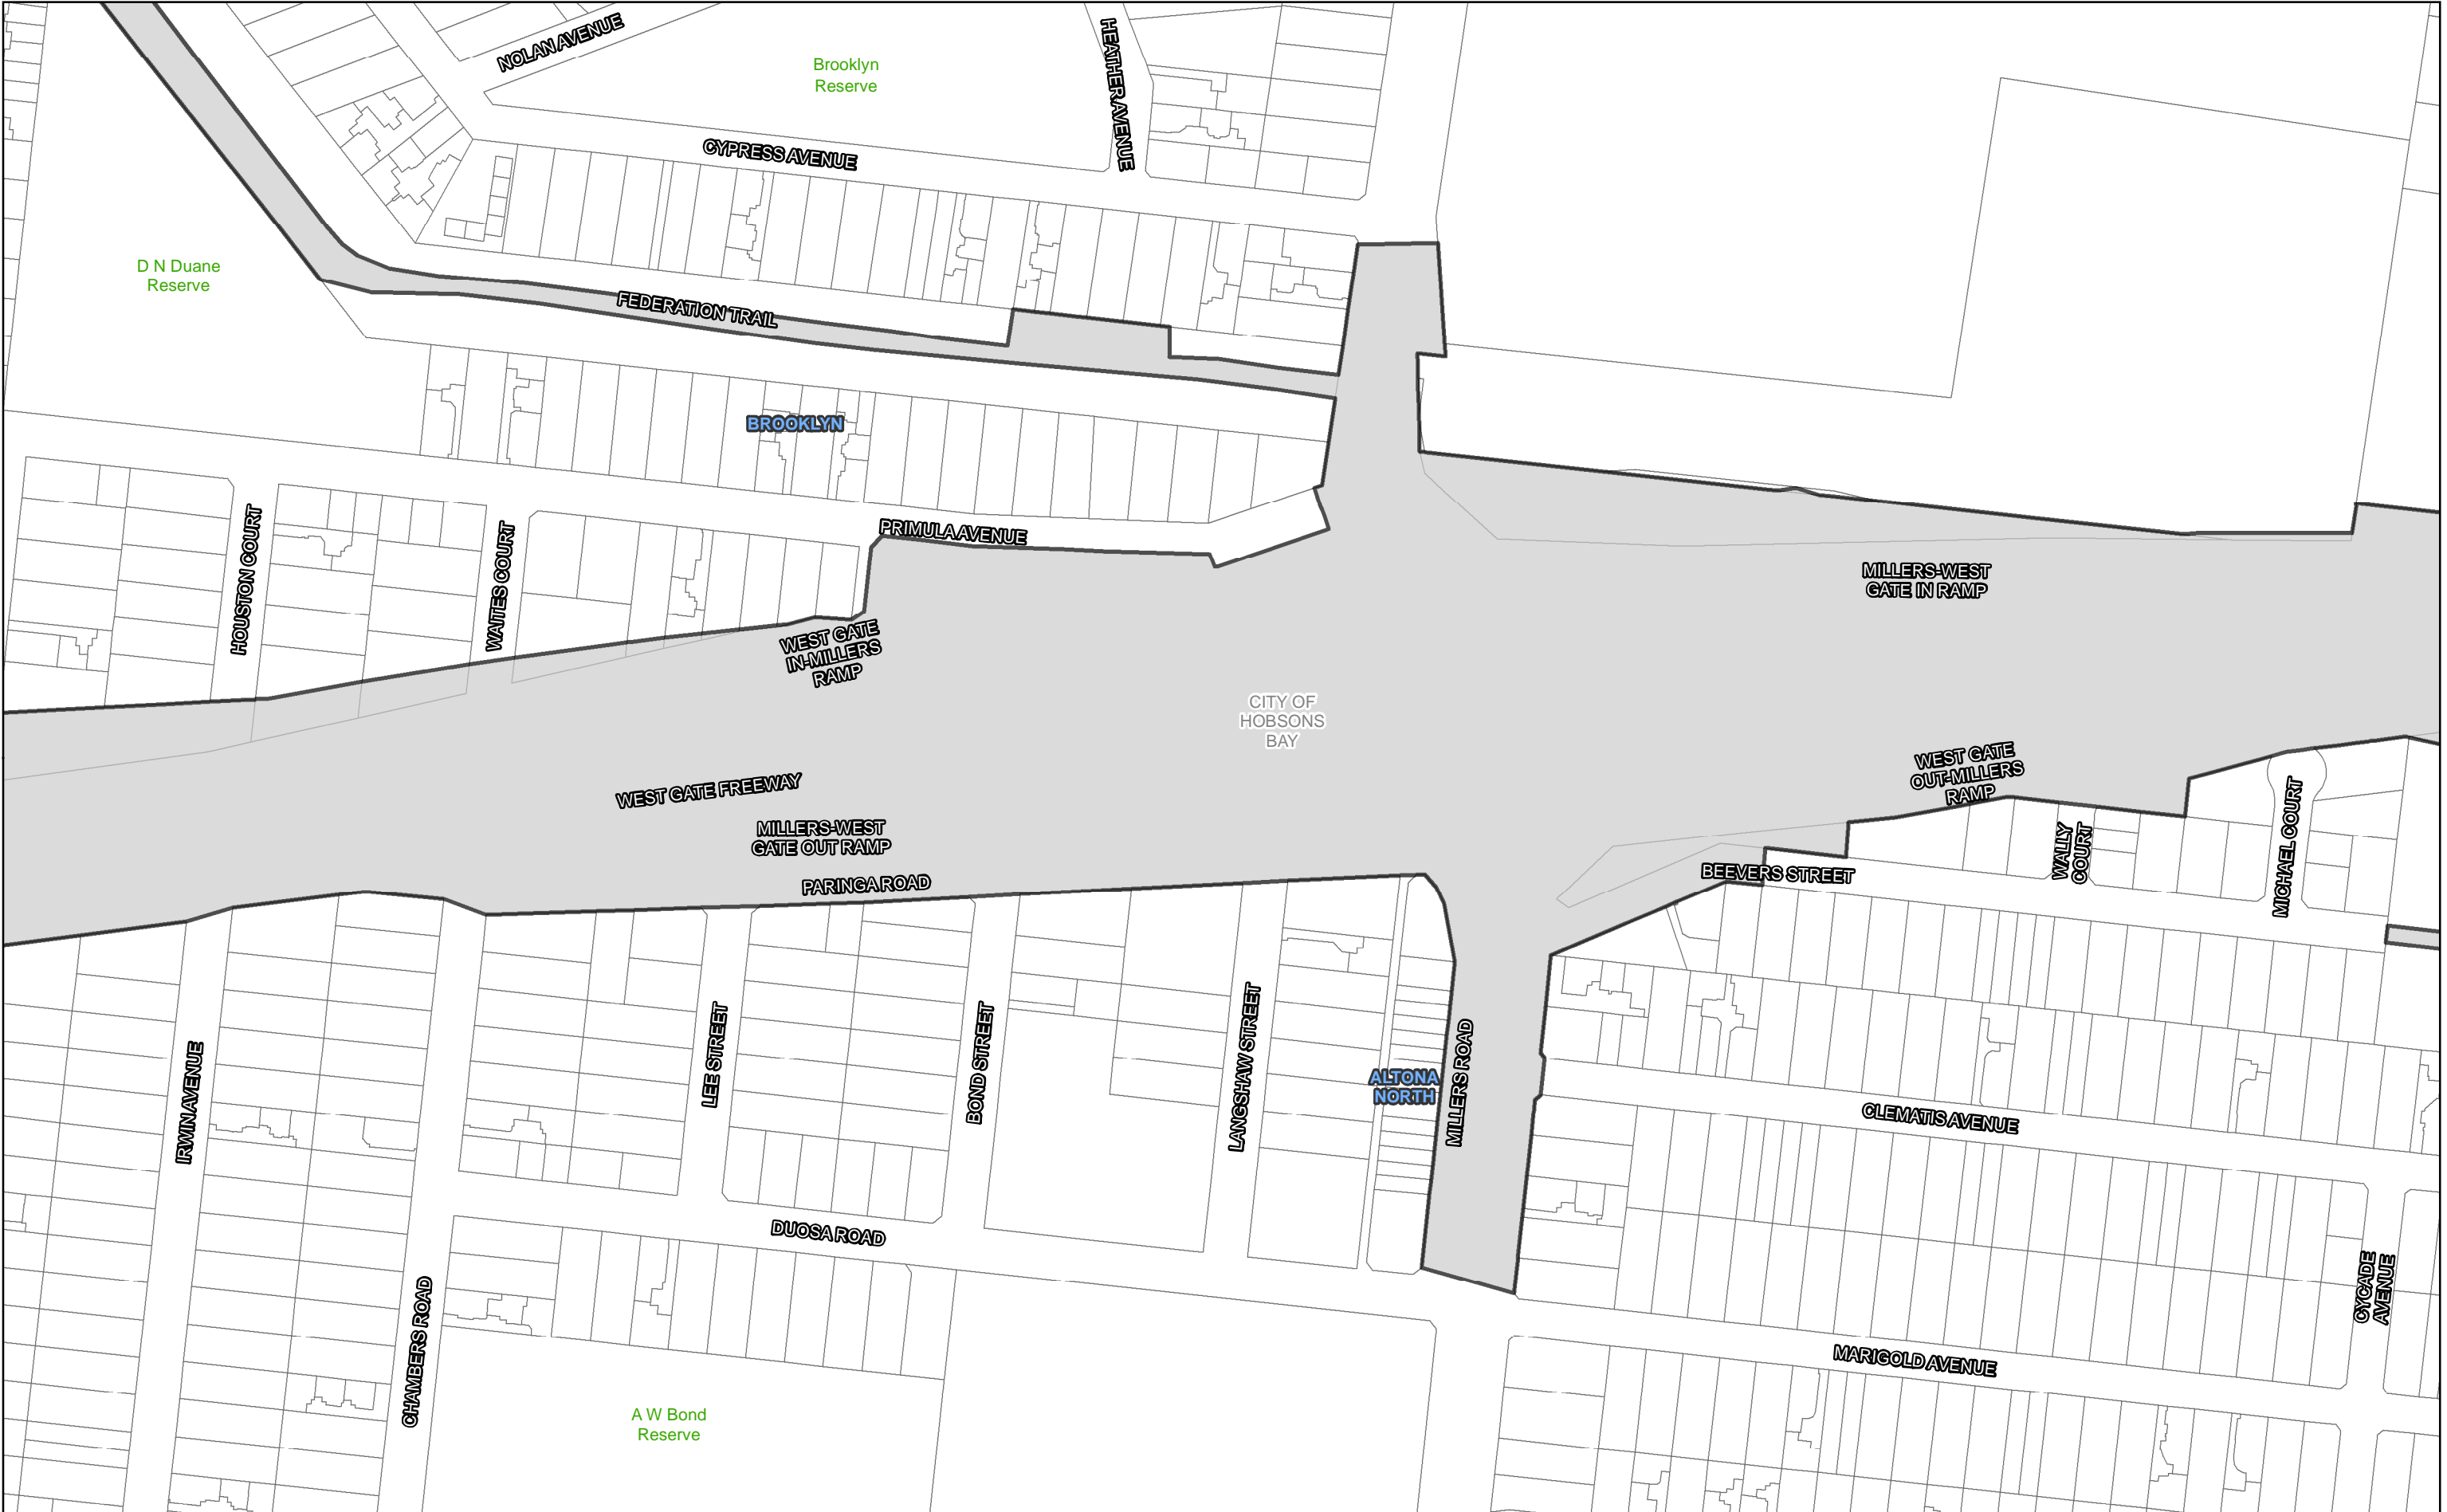 NOLAN AVENUE
HEATHER AVENUE
Brooklyn
Reserve
CYPRESS AVENUE
D N Duane
Reserve
FEDERATION TRAIL
BROOKLYN
PRIMULA AVENUE
HOUSTON COURT
WAITES COURT
MILLERS-WEST
GATE IN RAMP
WEST GATE
IN-MILLERS
RAMP
CITY OF
HOBSONS
BAY
WEST GATE FREEWAY
WEST GATE
OUT-MILLERS
RAMP
MILLERS-WEST
GATE OUT RAMP
PARINGA ROAD
BEEVERS STREET
WALLY
COURT
MICHAEL COURT
IRWIN AVENUE
LEE STREET
BOND STREET
LANGSHAW STREET
ALTONA
NORTH
MILLERS ROAD
CLEMATIS AVENUE
DUOSA ROAD
CHAMBERS ROAD
CYCADE
AVENUE
MARIGOLD AVENUE
A W Bond
Reserve